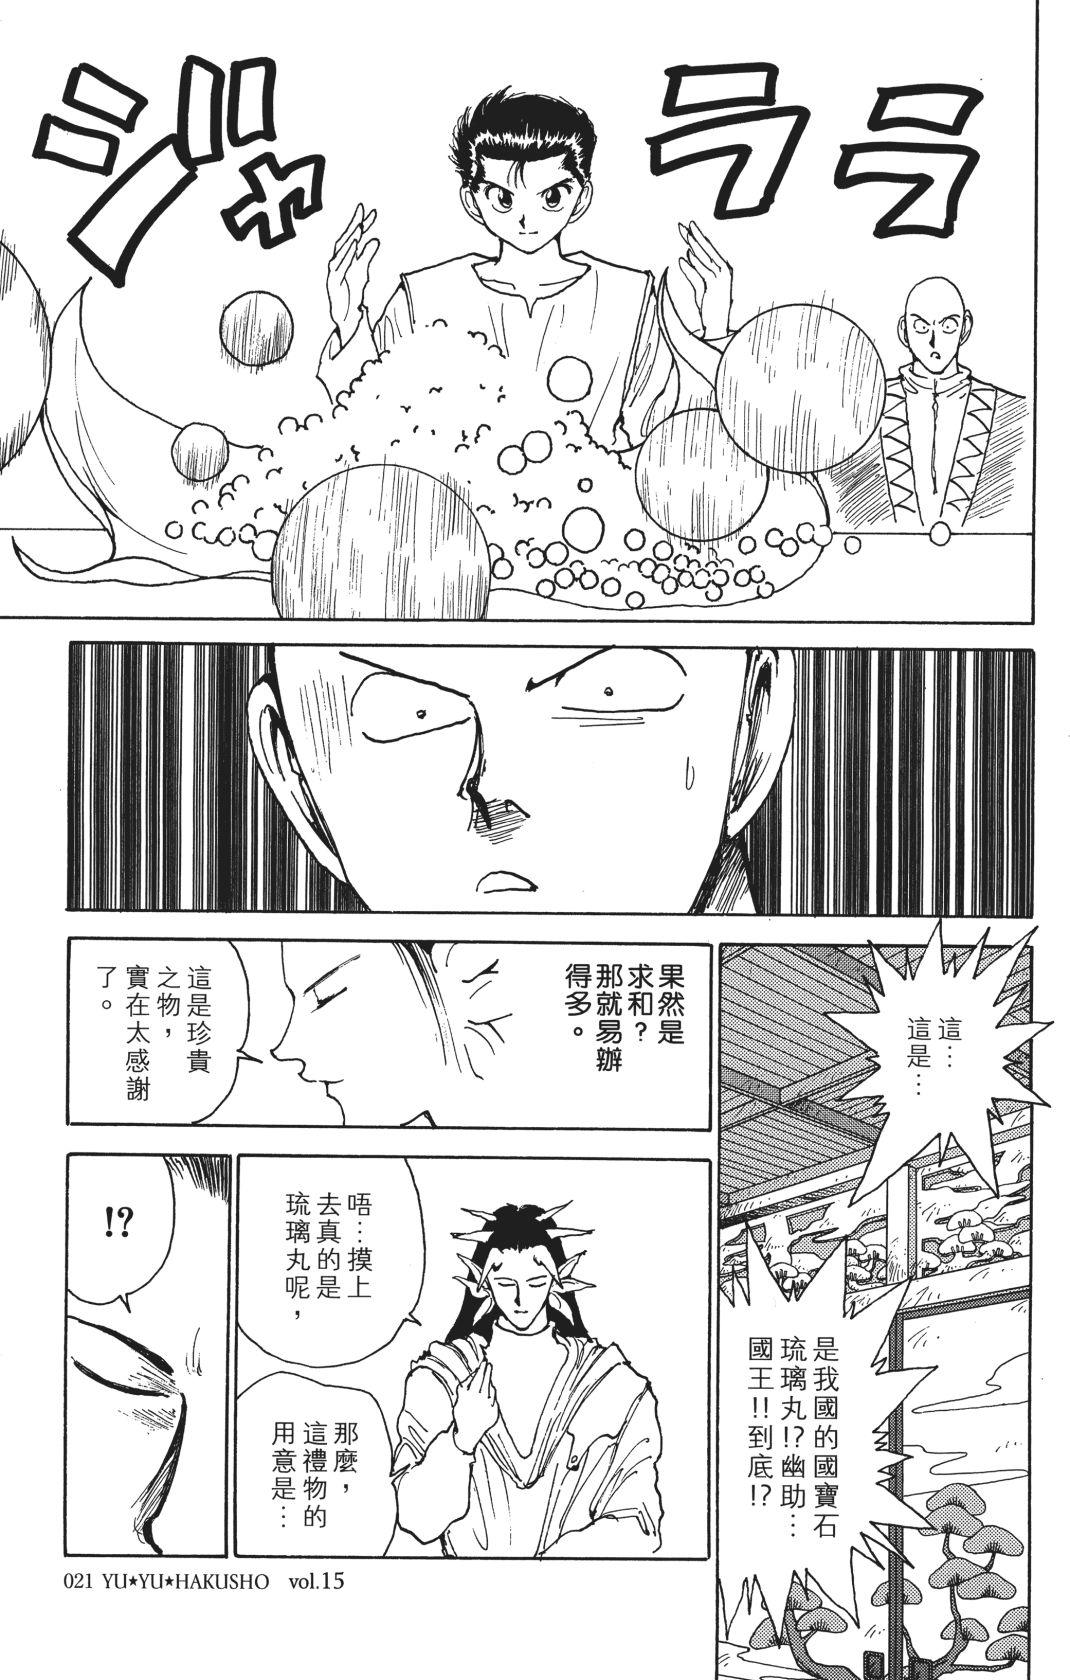 ジャ
ララ
這…
這是…
是我國的國寶石
琉璃丸!?幽助…
國王!!到底!?
果然是
求和？
那就易辦
得多。
這是珍貴
之物，
實在太感謝
了。
唔…摸上
去真的是
琉璃丸呢，
那麼，
這禮物的
用意是…
!?
021 YU★YU★HAKUSHO vol.15